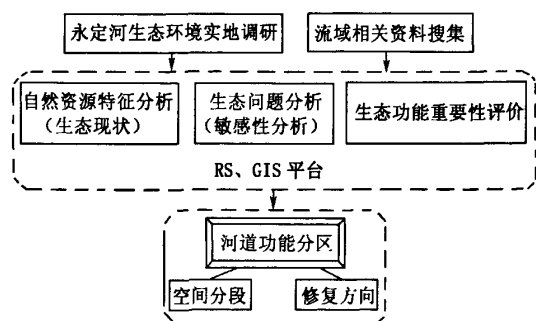 永定河生态环境实地调研
流域相关资料搜集
自然资源特征分析
（生态现状）
生态问题分析
（敏感性分析）
生态功能重要性评价
RS、GIS 平台
河道功能分区
空间分段
修复方向